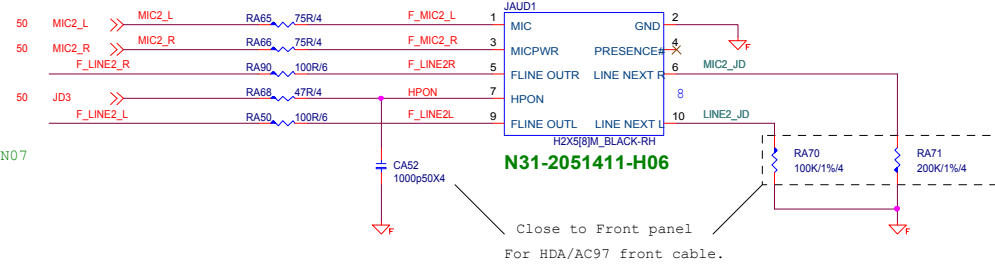 JAUD1
50 MIC2_L MIC2_L RA65 75R/4 F_MIC2_L 1 MIC GND 2
F
50 MIC2_R MIC2_R RA66 75R/4 F_MIC2_R 3 MICPWR PRESENCE# 4
F_LINE2_R RA90 100R/6 F_LINE2R 5 FLINE OUTR LINE NEXT R 6 MIC2_JD
50 JD3 RA68 47R/4 HPON 7 HPON 8
F_LINE2_L RA50 100R/6 F_LINE2L 9 FLINE OUTL LINE NEXT L 10 LINE2_JD
H2X5[8]M_BLACK-RH
N31-2051411-H06
N07
CA52
1000p50X4
RA70
100K/1%/4
RA71
200K/1%/4
F
F
Close to Front panel
For HDA/AC97 front cable.